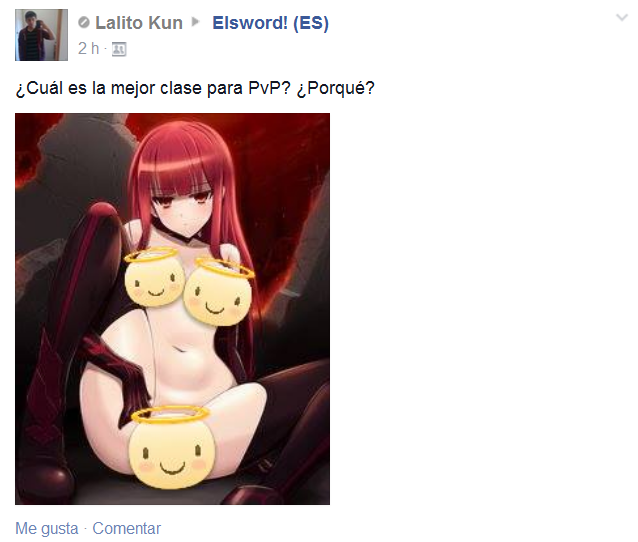 Lalito Kun Elsword! (ES)
2 h ·
¿Cuál es la mejor clase para PvP? ¿Porqué?
Me gusta · Comentar